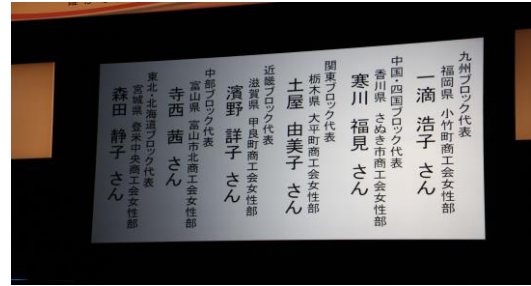 九州ブロック代表
福岡県 小竹町商工会女性部
一滴 浩子 さん
中国・四国ブロック代表
香川県 さぬき市商工会女性部
寒川 福見 さん
関東ブロック代表
栃木県 大平町商工会女性部
土屋 由美子 さん
近畿ブロック代表
滋賀県 甲良町商工会女性部
濱野 詳子 さん
中部ブロック代表
富山県 富山市北商工会女性部
寺西 茜 さん
東北・北海道ブロック代表
宮城県 登米中央商工会女性部
森田 静子 さん